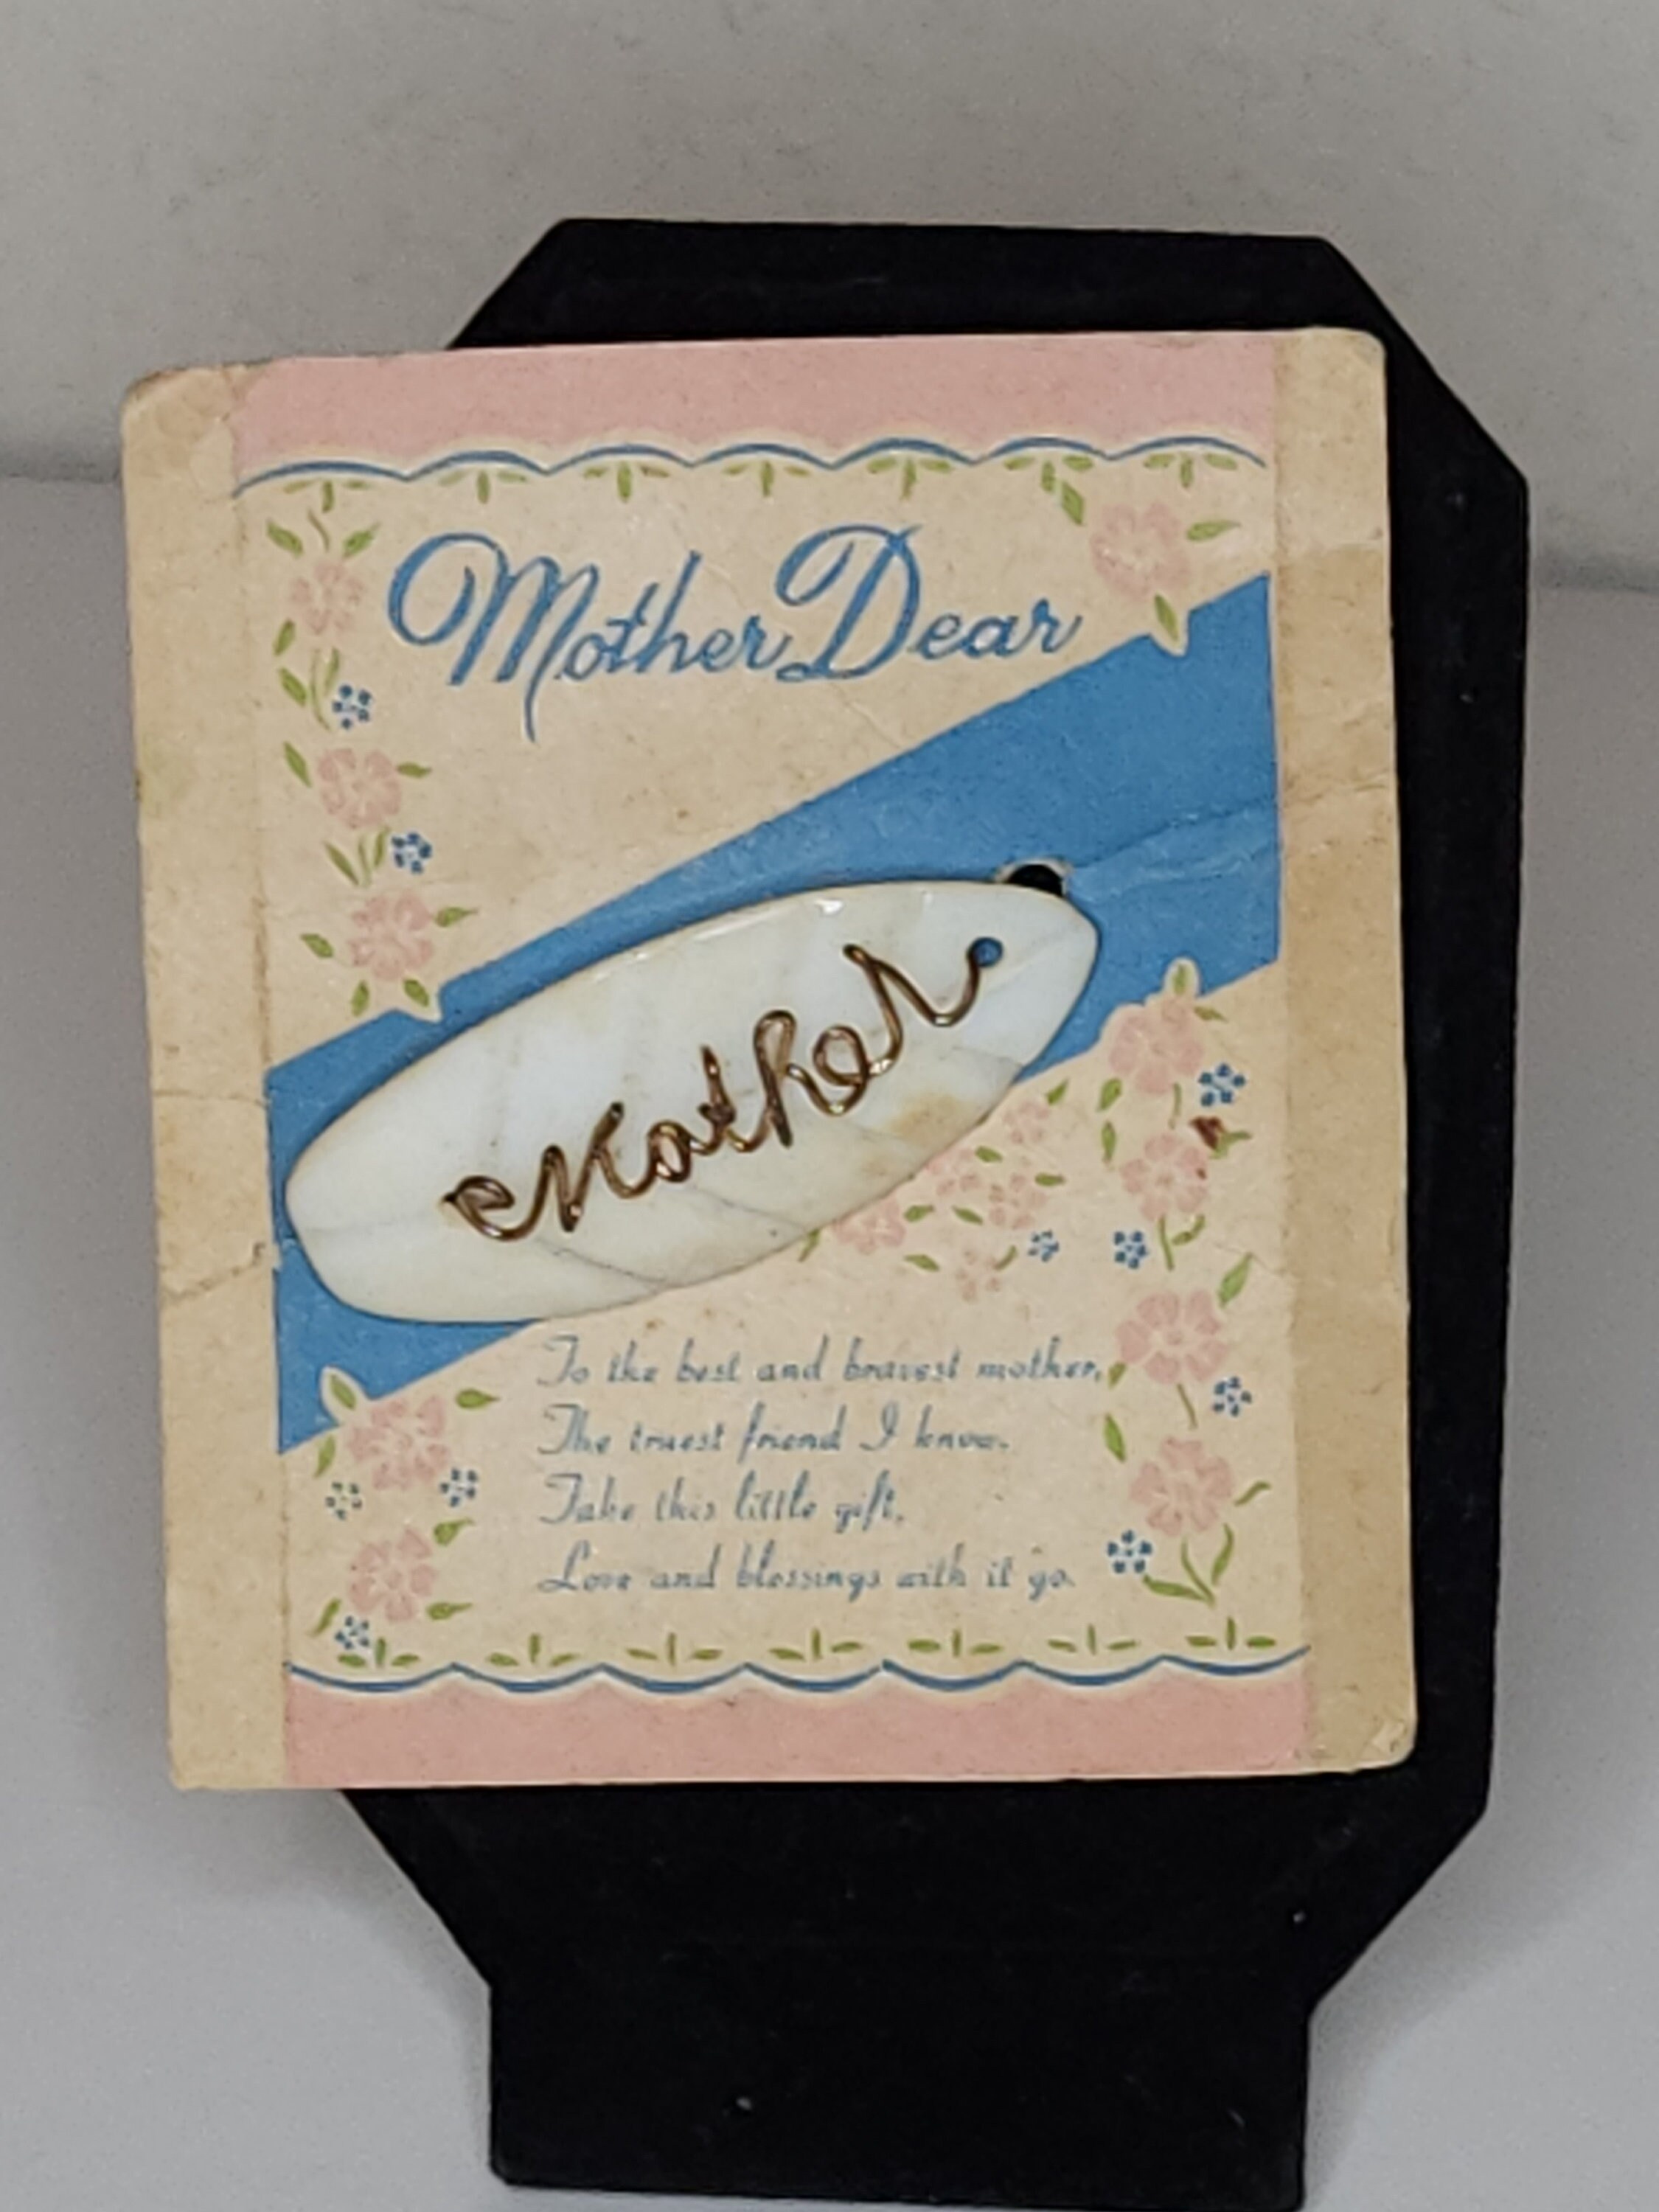 Mother Dear
Mother
To the best and bravest mother,
The truest friend I know.
Take this little gift,
Love and blessings with it go.